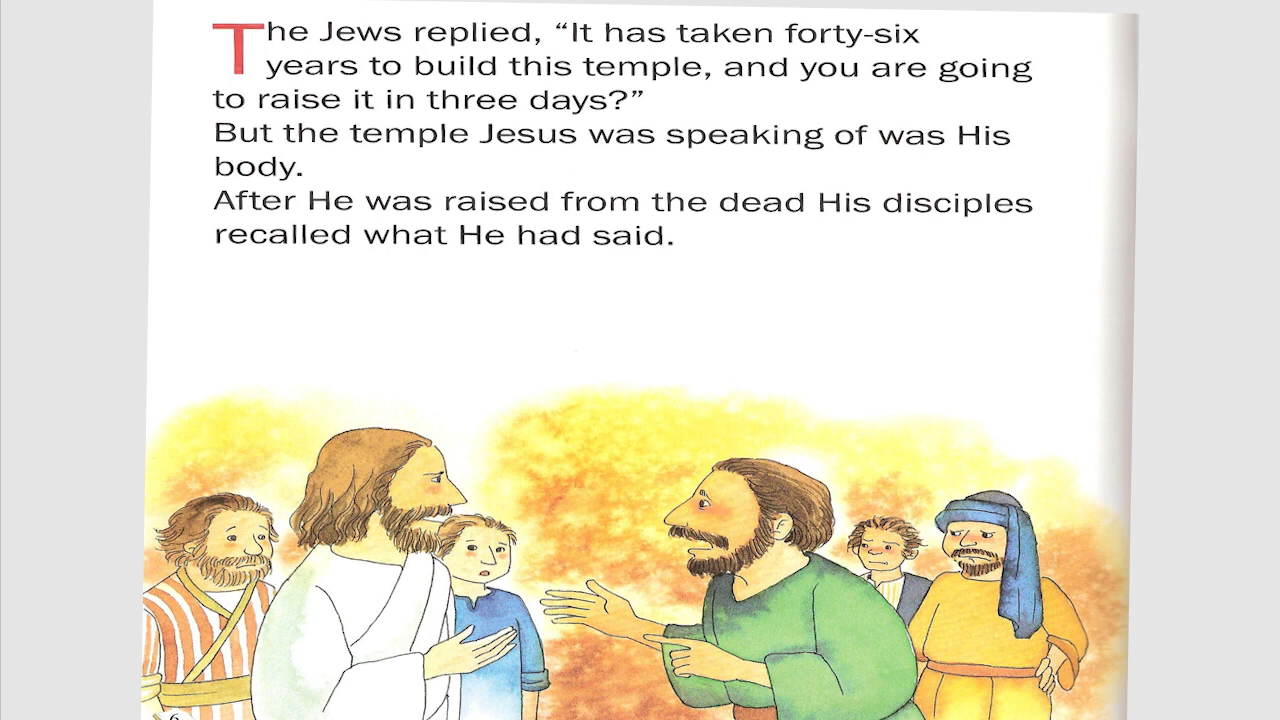 The Jews replied, “It has taken forty-six
years to build this temple, and you are going
to raise it in three days?”
But the temple Jesus was speaking of was His
body.
After He was raised from the dead His disciples
recalled what He had said.
6